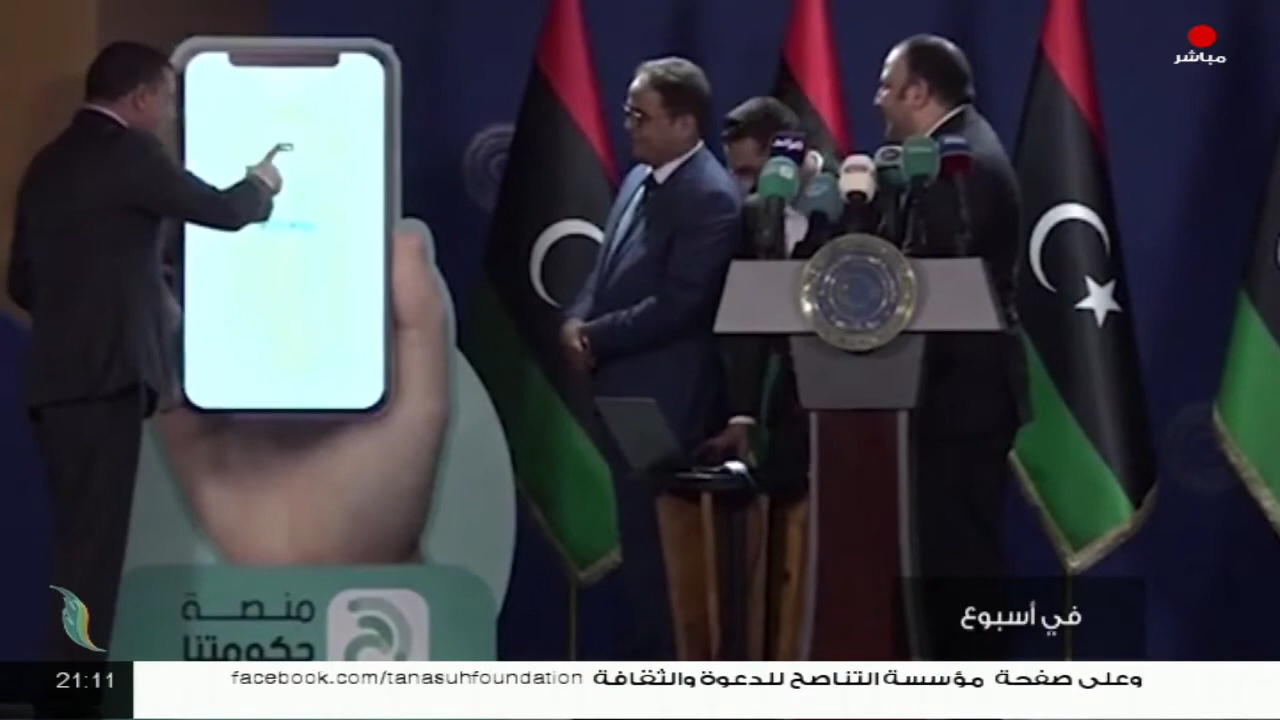 مباشر
منصة
حكومتنا
في أسبوع
21:11
وعلى صفحة مؤسسة التناصح للدعوة والثقافة facebook.com/tanasuhfoundation